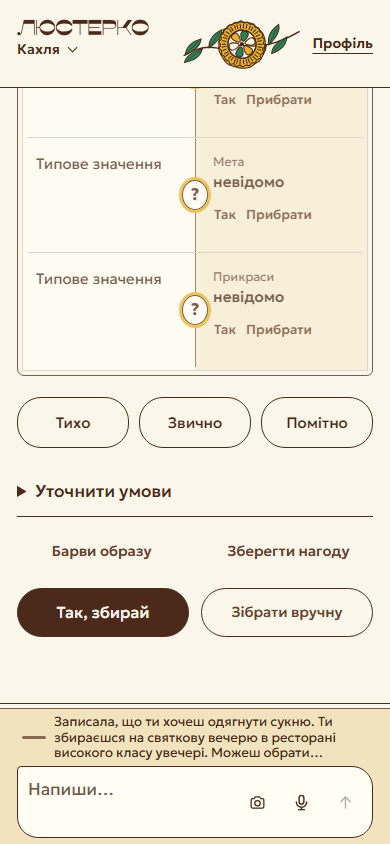 ЛЮСТЕРКО
Кахля
Профіль
Так Прибрати
Типове значення
Мета
невідомо
?
Так Прибрати
Типове значення
Прикраси
невідомо
?
Так Прибрати
Тихо
Звично
Помітно
Уточнити умови
Барви образу
Зберегти нагоду
Так, збирай
Зібрати вручну
Записала, що ти хочеш одягнути сукню. Ти
збираєшся на святкову вечерю в ресторані
високого класу увечері. Можеш обрати…
Напиши…